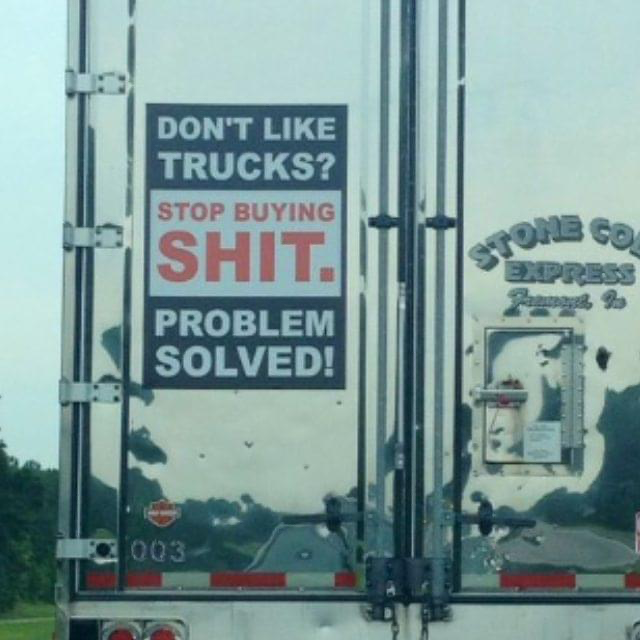 DON'T LIKE
TRUCKS?
STOP BUYING
SHIT.
PROBLEM
SOLVED!
STONE CO
EXPRESS
003